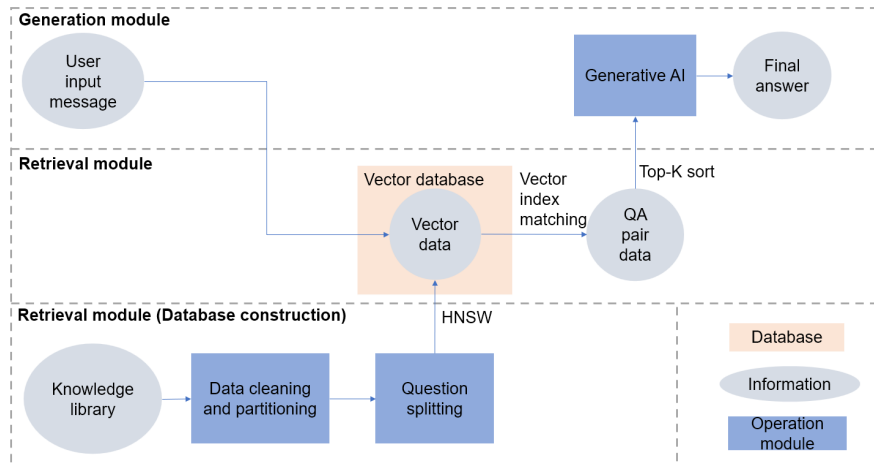 Generation module
User
input
message
Generative AI
Final
answer
Retrieval module
Top-K sort
Vector database
Vector
index
matching
Vector
data
QA
pair
data
Retrieval module (Database construction)
HNSW
Knowledge
library
Data cleaning
and partitioning
Question
splitting
Database
Information
Operation
module